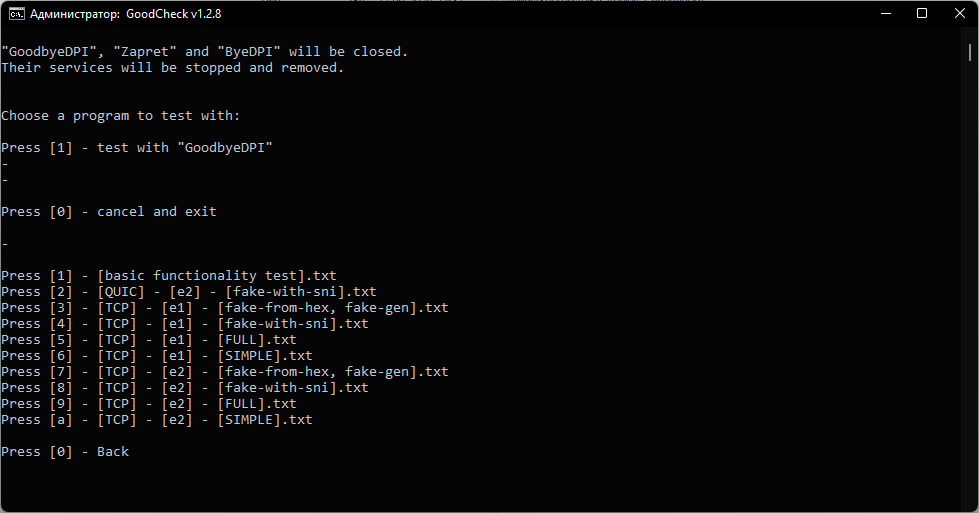 Администратор: GoodCheck v1.2.8
"GoodbyeDPI", "Zapret" and "ByeDPI" will be closed.
Their services will be stopped and removed.
Choose a program to test with:
Press [1] - test with "GoodbyeDPI"
-
-
Press [0] - cancel and exit
-
Press [1] - [basic functionality test].txt
Press [2] - [QUIC] - [e2] - [fake-with-sni].txt
Press [3] - [TCP] - [e1] - [fake-from-hex, fake-gen].txt
Press [4] - [TCP] - [e1] - [fake-with-sni].txt
Press [5] - [TCP] - [e1] - [FULL].txt
Press [6] - [TCP] - [e1] - [SIMPLE].txt
Press [7] - [TCP] - [e2] - [fake-from-hex, fake-gen].txt
Press [8] - [TCP] - [e2] - [fake-with-sni].txt
Press [9] - [TCP] - [e2] - [FULL].txt
Press [a] - [TCP] - [e2] - [SIMPLE].txt
Press [0] - Back